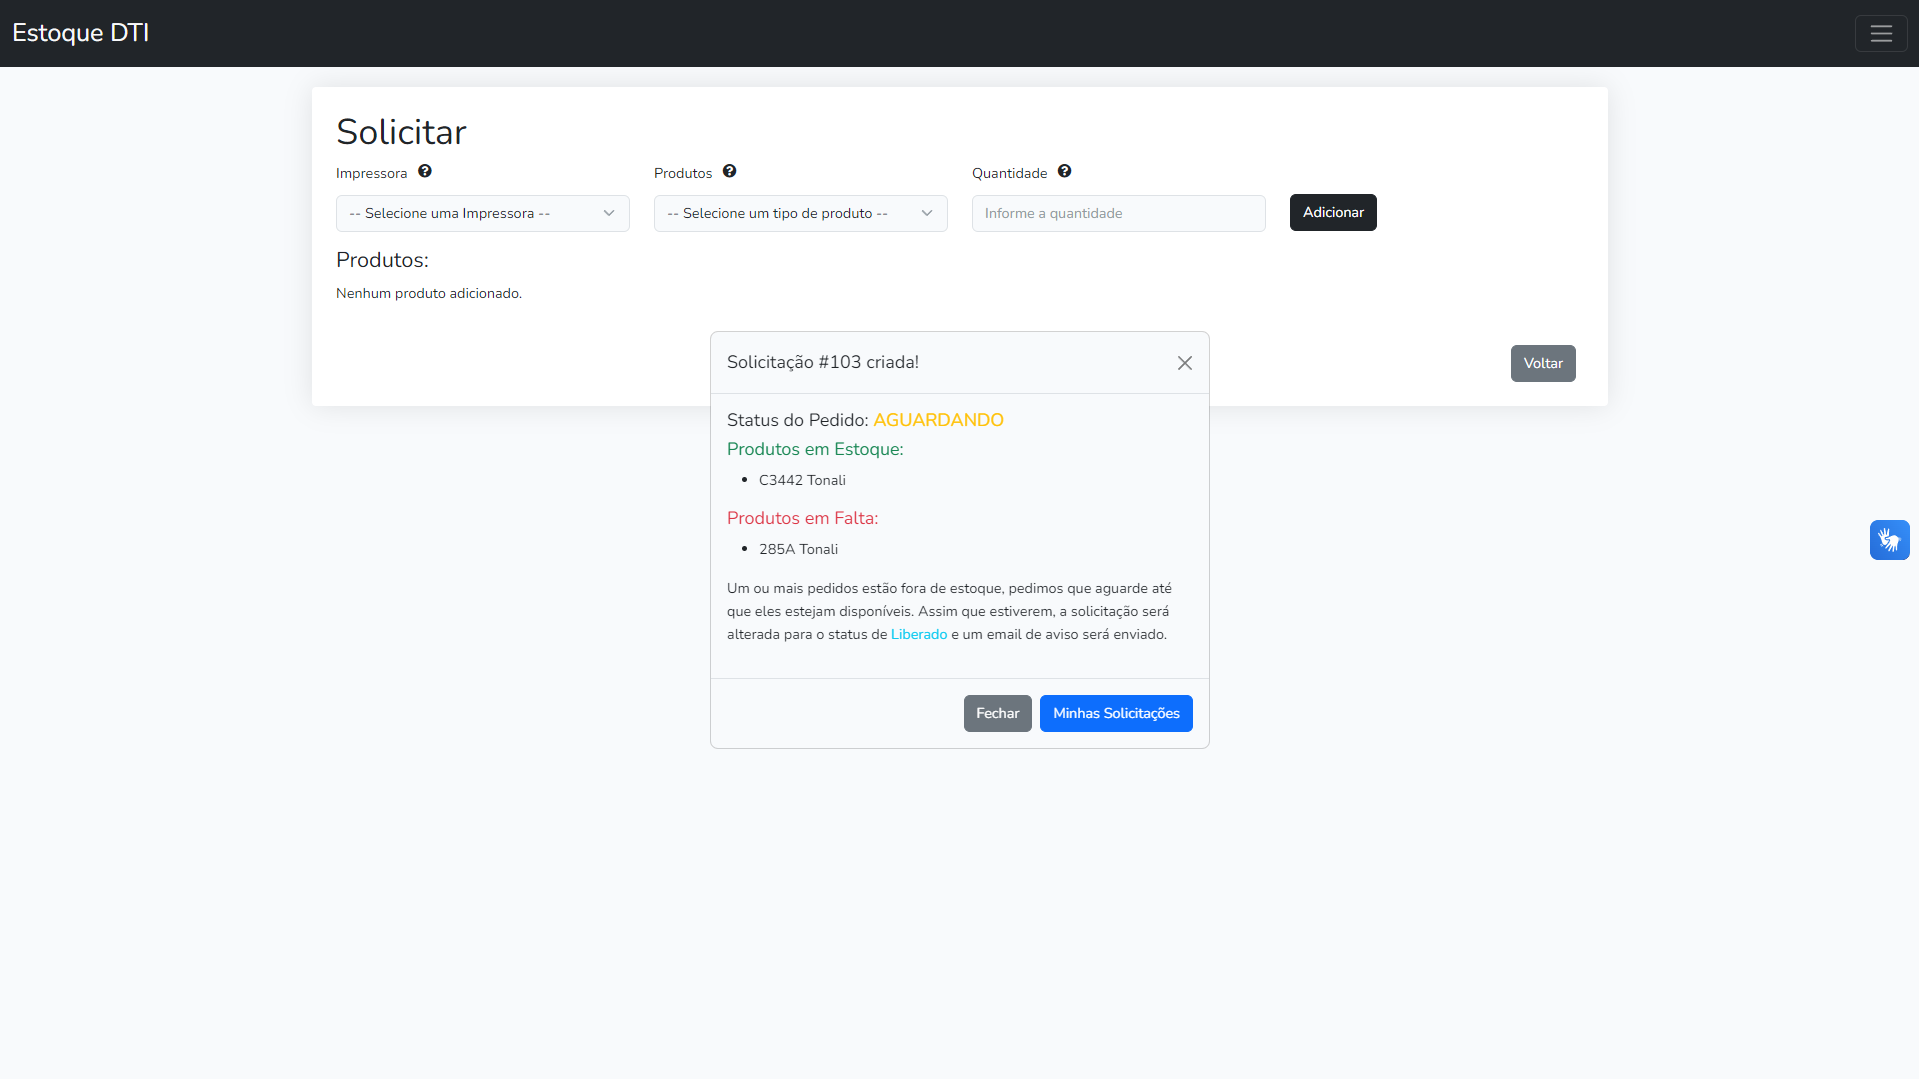 Estoque DTI
Solicitar
Impressora
Produtos
Quantidade
-- Selecione uma Impressora --
-- Selecione um tipo de produto --
Informe a quantidade
Adicionar
Produtos:
Nenhum produto adicionado.
Voltar
Solicitação #103 criada!
Status do Pedido: AGUARDANDO
Produtos em Estoque:
C3442 Tonali
Produtos em Falta:
285A Tonali
Um ou mais pedidos estão fora de estoque, pedimos que aguarde até
que eles estejam disponíveis. Assim que estiverem, a solicitação será
alterada para o status de Liberado e um email de aviso será enviado.
Fechar
Minhas Solicitações